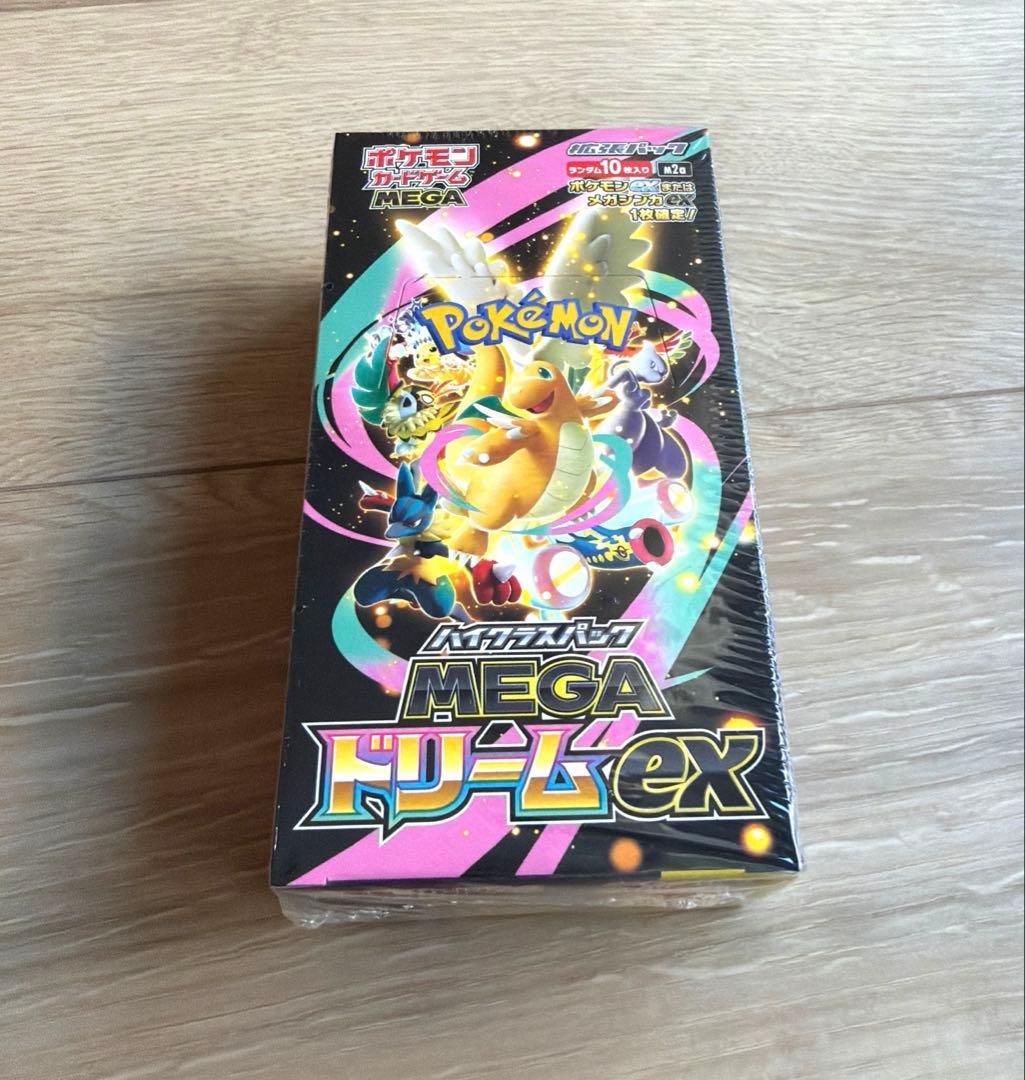 ポケモン
カードゲーム
MEGA
拡張パック
ランダム10枚入り
M2a
ポケモンexまたは
メガシンカex
1枚確定!
POKéMON
ハイクラスパック
MEGA
ドリームex